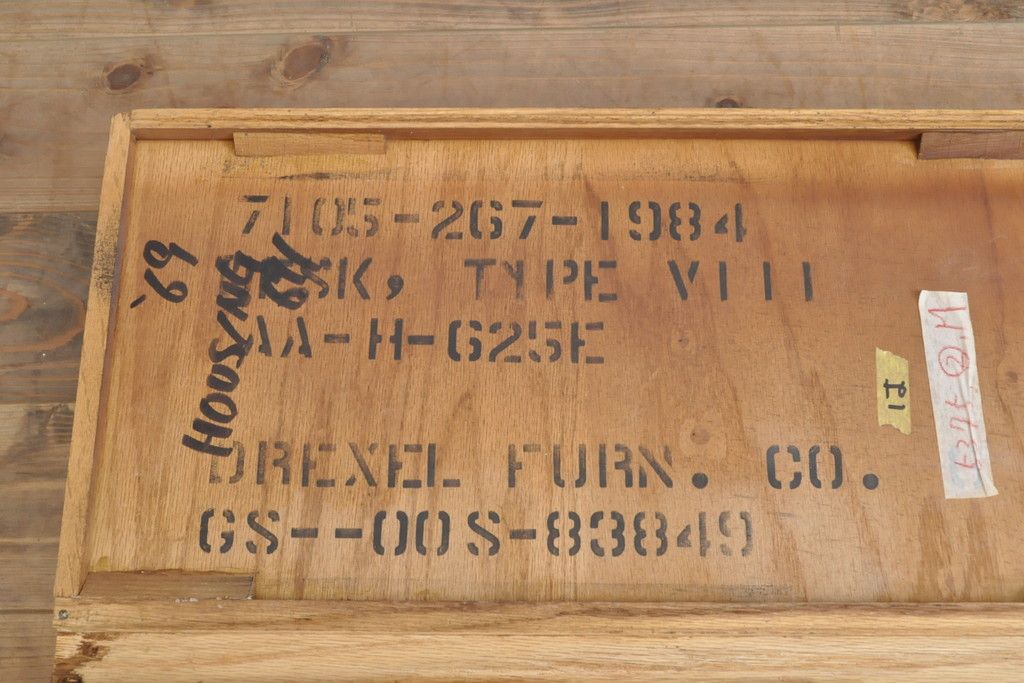 7105-267-1984
DESK, TYPE VIII
AA-H-625E
DREXEL FURN. CO.
GS--00S-83849
'69
HOUSING